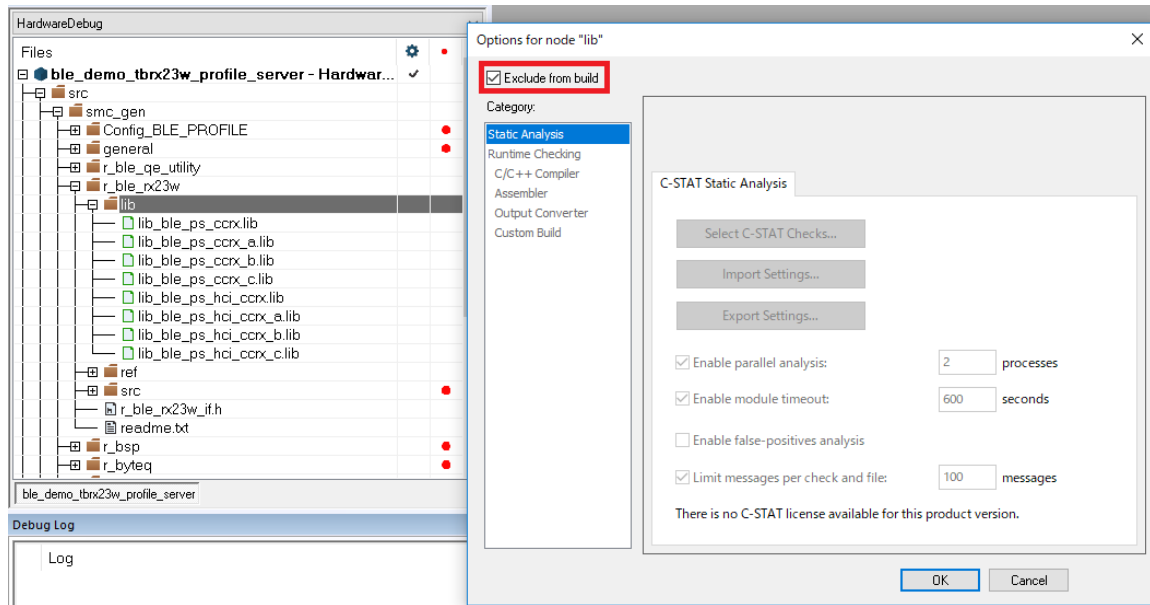 HardwareDebug
Files
ble_demo_tbrx23w_profile_server - Hardwar...
src
smc_gen
Config_BLE_PROFILE
general
r_ble_qe_utility
r_ble_rx23w
lib
lib_ble_ps_ccrx.lib
lib_ble_ps_ccrx_a.lib
lib_ble_ps_ccrx_b.lib
lib_ble_ps_ccrx_c.lib
lib_ble_ps_hci_ccrx.lib
lib_ble_ps_hci_ccrx_a.lib
lib_ble_ps_hci_ccrx_b.lib
lib_ble_ps_hci_ccrx_c.lib
ref
src
r_ble_rx23w_if.h
readme.txt
r_bsp
r_byteq
ble_demo_tbrx23w_profile_server
Debug Log
Log
Options for node "lib"
Exclude from build
Category:
Static Analysis
Runtime Checking
C/C++ Compiler
Assembler
Output Converter
Custom Build
C-STAT Static Analysis
Select C-STAT Checks...
Import Settings...
Export Settings...
Enable parallel analysis: 2 processes
Enable module timeout: 600 seconds
Enable false-positives analysis
Limit messages per check and file: 100 messages
There is no C-STAT license available for this product version.
OK Cancel